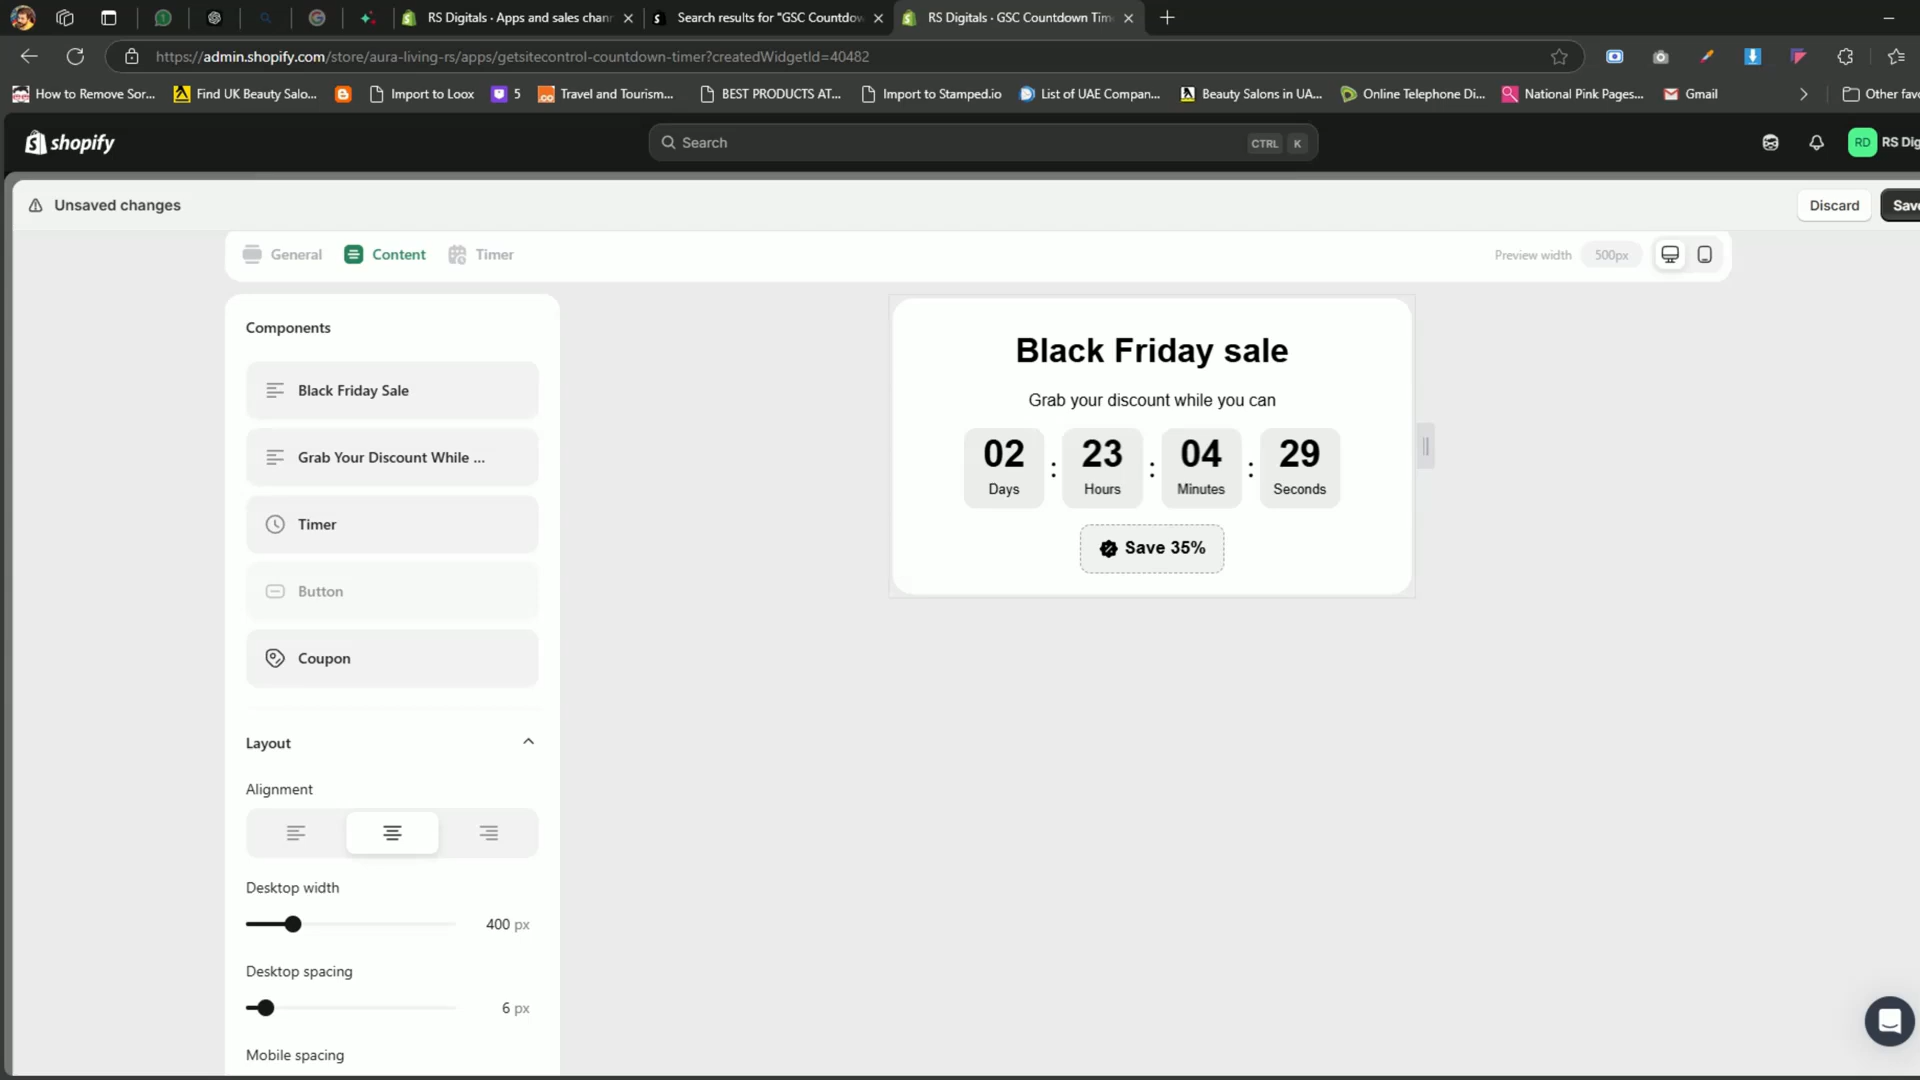 RS Digitals · Apps and sales chan
Search results for "GSC Countdow
RS Digitals · GSC Countdown Tim
https://admin.shopify.com/store/aura-living-rs/apps/getsitecontrol-countdown-timer?createdWidgetId=40482
How to Remove Sor...
Find UK Beauty Salo...
Import to Loox
5
Travel and Tourism...
BEST PRODUCTS AT...
Import to Stamped.io
List of UAE Compan...
Beauty Salons in UA...
Online Telephone Di...
National Pink Pages...
Gmail
Other favo
shopify
Search
CTRL K
RD
RS Dig
Unsaved changes
Discard
Save
General
Content
Timer
Preview width
500px
Components
Black Friday Sale
Grab Your Discount While ...
Timer
Button
Coupon
Layout
Alignment
Desktop width
400 px
Desktop spacing
6 px
Mobile spacing
Black Friday sale
Grab your discount while you can
02 : 23 : 04 : 29
Days Hours Minutes Seconds
Save 35%